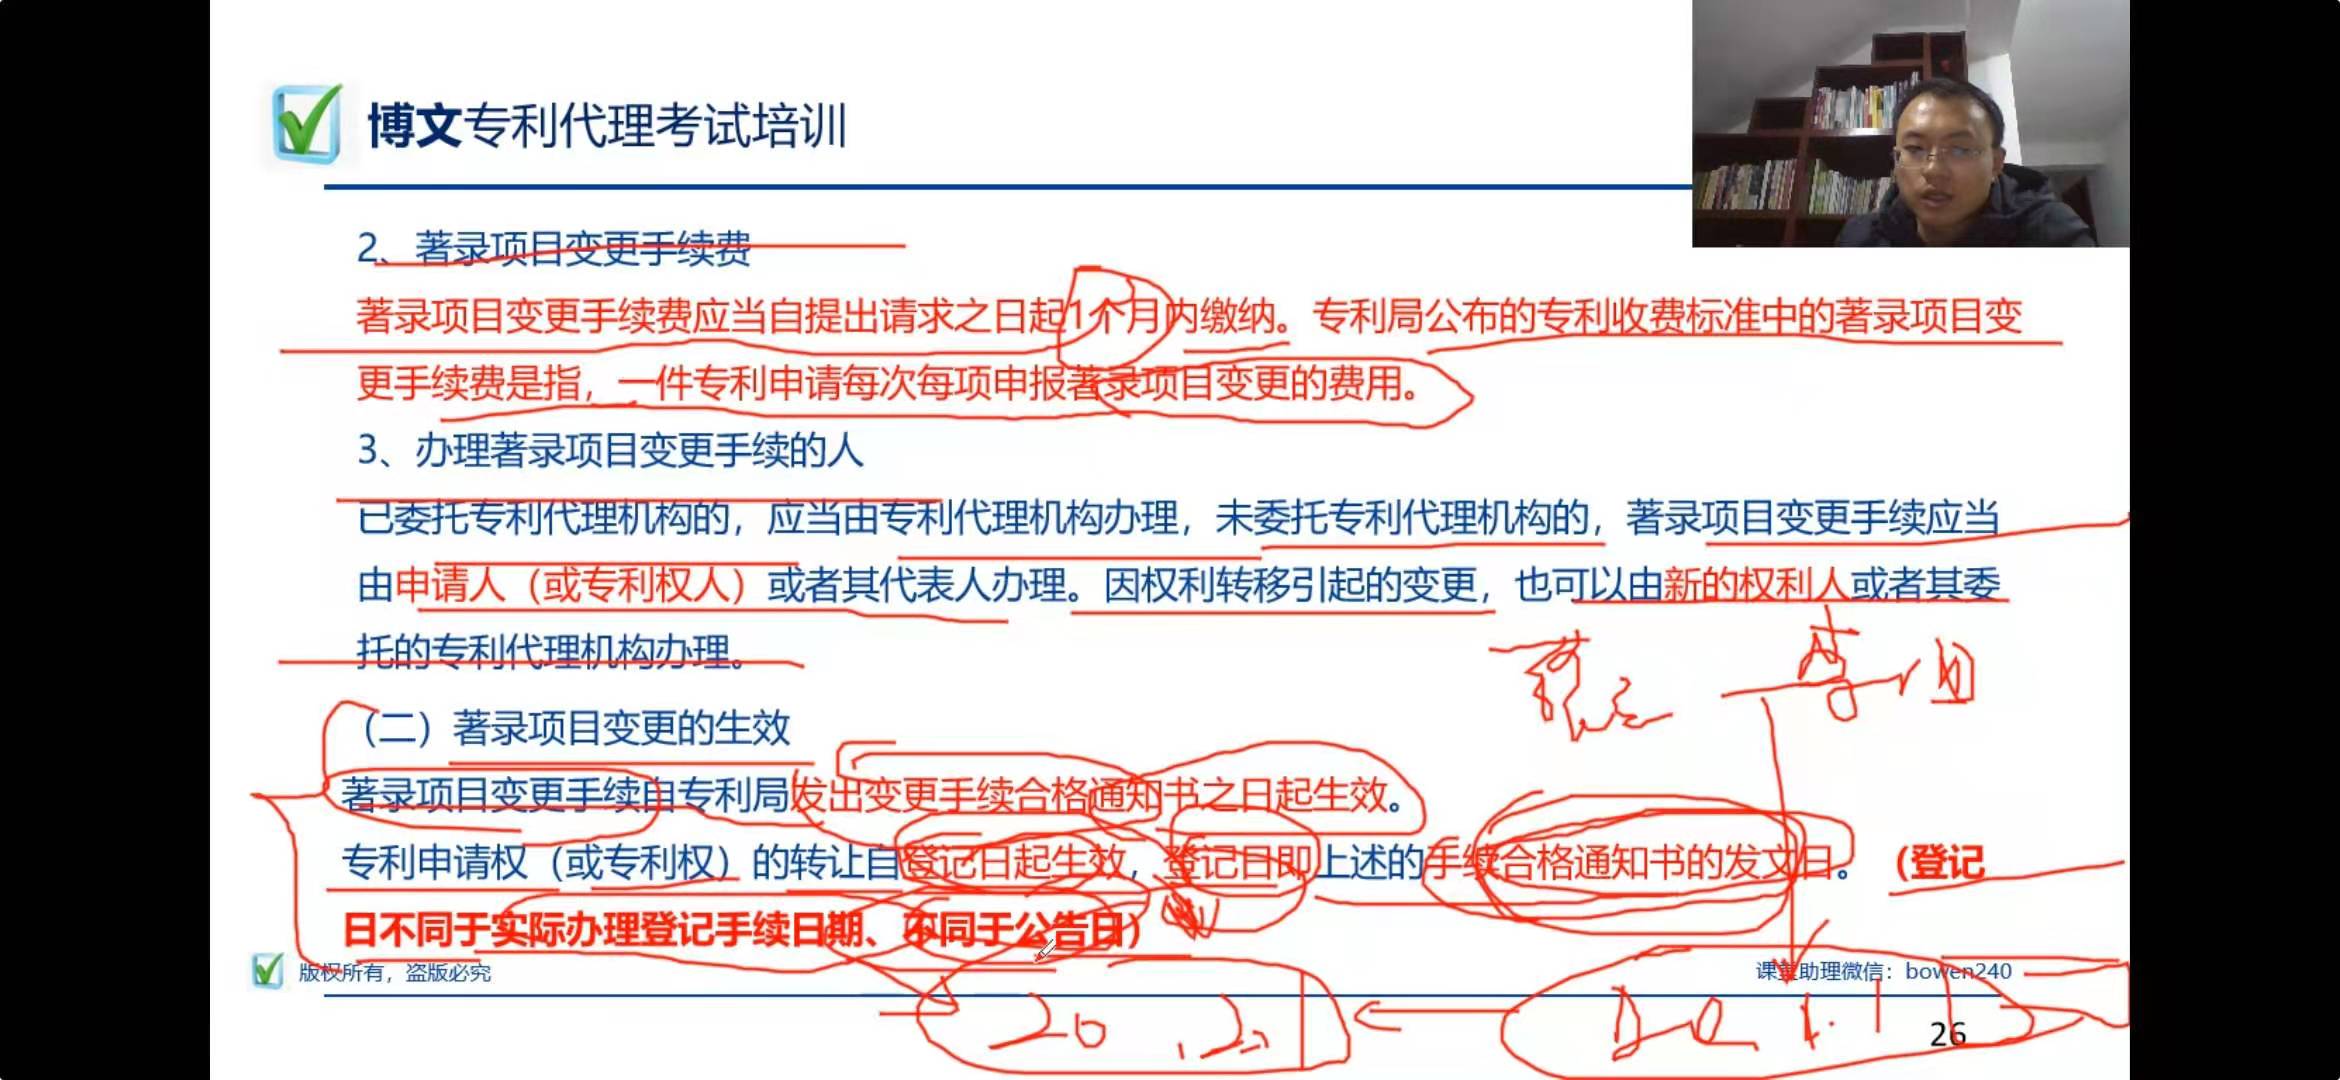 博文专利代理考试培训
2、著录项目变更手续费
著录项目变更手续费应当自提出请求之日起1个月内缴纳。专利局公布的专利收费标准中的著录项目变
更手续费是指，一件专利申请每次每项申报著录项目变更的费用。
3、办理著录项目变更手续的人
已委托专利代理机构的，应当由专利代理机构办理，未委托专利代理机构的，著录项目变更手续应当
由申请人（或专利权人）或者其代表人办理。因权利转移引起的变更，也可以由新的权利人或者其委
托的专利代理机构办理。
（二）著录项目变更的生效
著录项目变更手续自专利局发出变更手续合格通知书之日起生效。
专利申请权（或专利权）的转让自登记日起生效，登记日即上述的手续合格通知书的发文日。（登记
日不同于实际办理登记手续日期、不同于公告日）
版权所有，盗版必究
课堂助理微信：bowen240
26